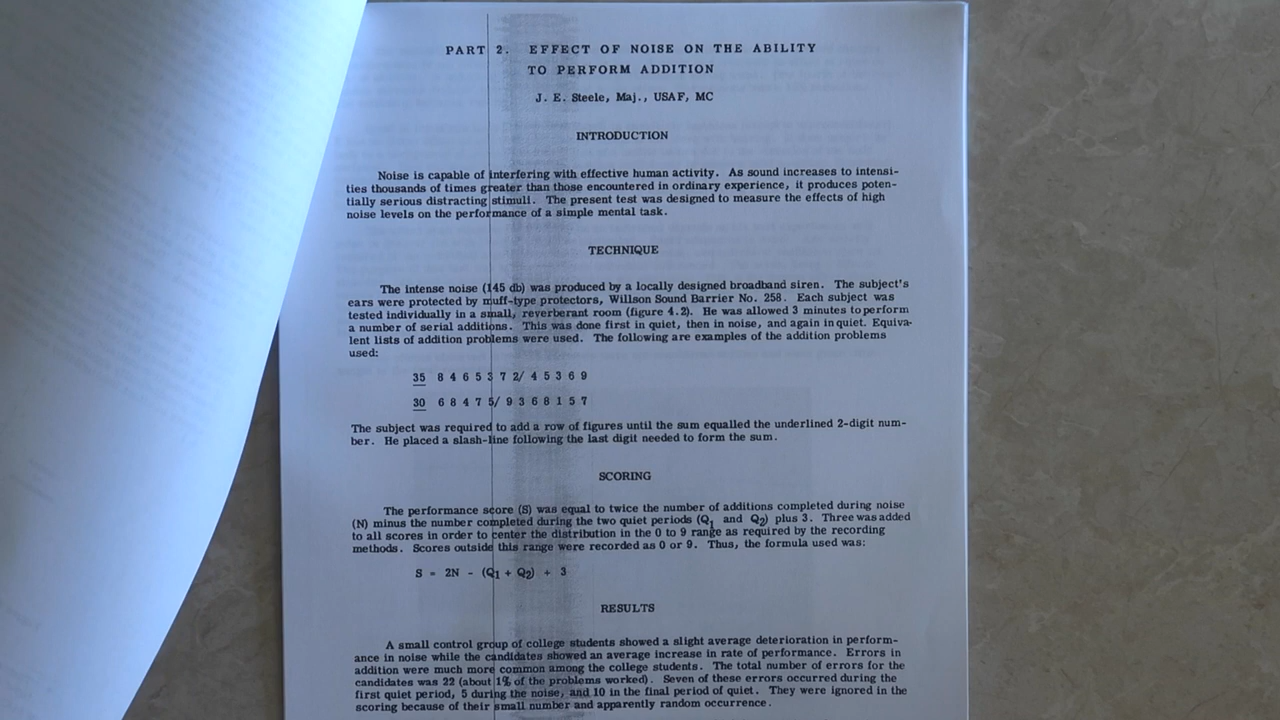 PART 2. EFFECT OF NOISE ON THE ABILITY
TO PERFORM ADDITION
J. E. Steele, Maj., USAF, MC
INTRODUCTION
Noise is capable of interfering with effective human activity. As sound increases to intensi-
ties thousands of times greater than those encountered in ordinary experience, it produces poten-
tially serious distracting stimuli. The present test was designed to measure the effects of high
noise levels on the performance of a simple mental task.
TECHNIQUE
The intense noise (145 db) was produced by a locally designed broadband siren. The subject's
ears were protected by muff-type protectors, Willson Sound Barrier No. 258. Each subject was
tested individually in a small, reverberant room (figure 4.2). He was allowed 3 minutes to perform
a number of serial additions. This was done first in quiet, then in noise, and again in quiet. Equiva-
lent lists of addition problems were used. The following are examples of the addition problems
used:
35 8 4 6 5 3 7 2/ 4 5 3 6 9
30 6 8 4 7 5/ 9 3 6 8 1 5 7
The subject was required to add a row of figures until the sum equalled the underlined 2-digit num-
ber. He placed a slash-line following the last digit needed to form the sum.
SCORING
The performance score (S) was equal to twice the number of additions completed during noise
(N) minus the number completed during the two quiet periods (Q1 and Q2) plus 3. Three was added
to all scores in order to center the distribution in the 0 to 9 range as required by the recording
methods. Scores outside this range were recorded as 0 or 9. Thus, the formula used was:
S = 2N - (Q1 + Q2) + 3
RESULTS
A small control group of college students showed a slight average deterioration in perform-
ance in noise while the candidates showed an average increase in rate of performance. Errors in
addition were much more common among the college students. The total number of errors for the
candidates was 22 (about 1% of the problems worked). Seven of these errors occurred during the
first quiet period, 5 during the noise, and 10 in the final period of quiet. They were ignored in the
scoring because of their small number and apparently random occurrence.